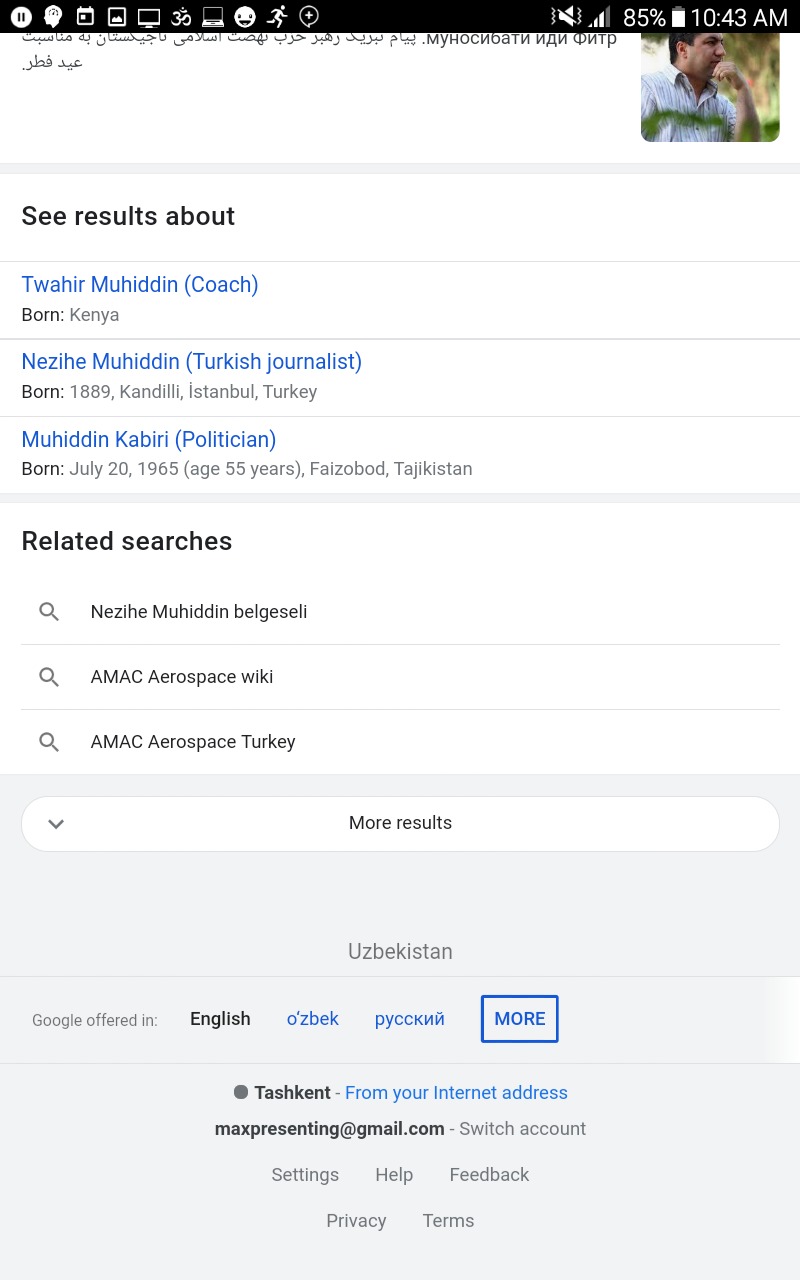 85% 10:43 AM
муносибати иди Фитр. پیام تبریک رهبر حزب نهضت اسلامی تاجیکستان به مناسبت
عید فطر.
See results about
Twahir Muhiddin (Coach)
Born: Kenya
Nezihe Muhiddin (Turkish journalist)
Born: 1889, Kandilli, İstanbul, Turkey
Muhiddin Kabiri (Politician)
Born: July 20, 1965 (age 55 years), Faizobod, Tajikistan
Related searches
Nezihe Muhiddin belgeseli
AMAC Aerospace wiki
AMAC Aerospace Turkey
More results
Uzbekistan
Google offered in: English o‘zbek русский MORE
Tashkent - From your Internet address
maxpresenting@gmail.com - Switch account
Settings Help Feedback
Privacy Terms